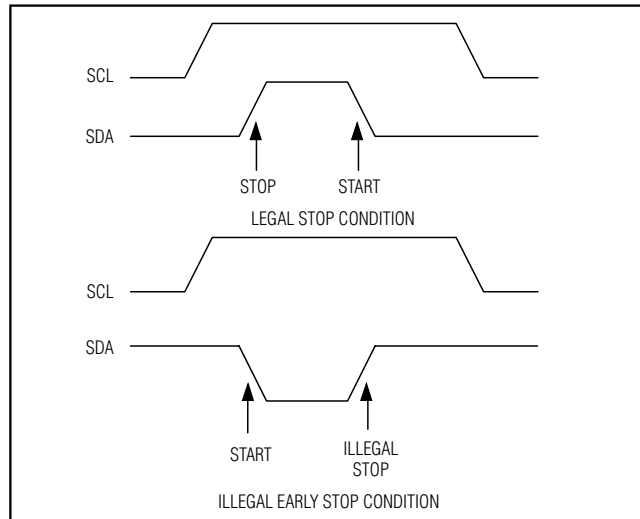 SCL
SDA
STOP START
LEGAL STOP CONDITION
SCL
SDA
START ILLEGAL
STOP
ILLEGAL EARLY STOP CONDITION